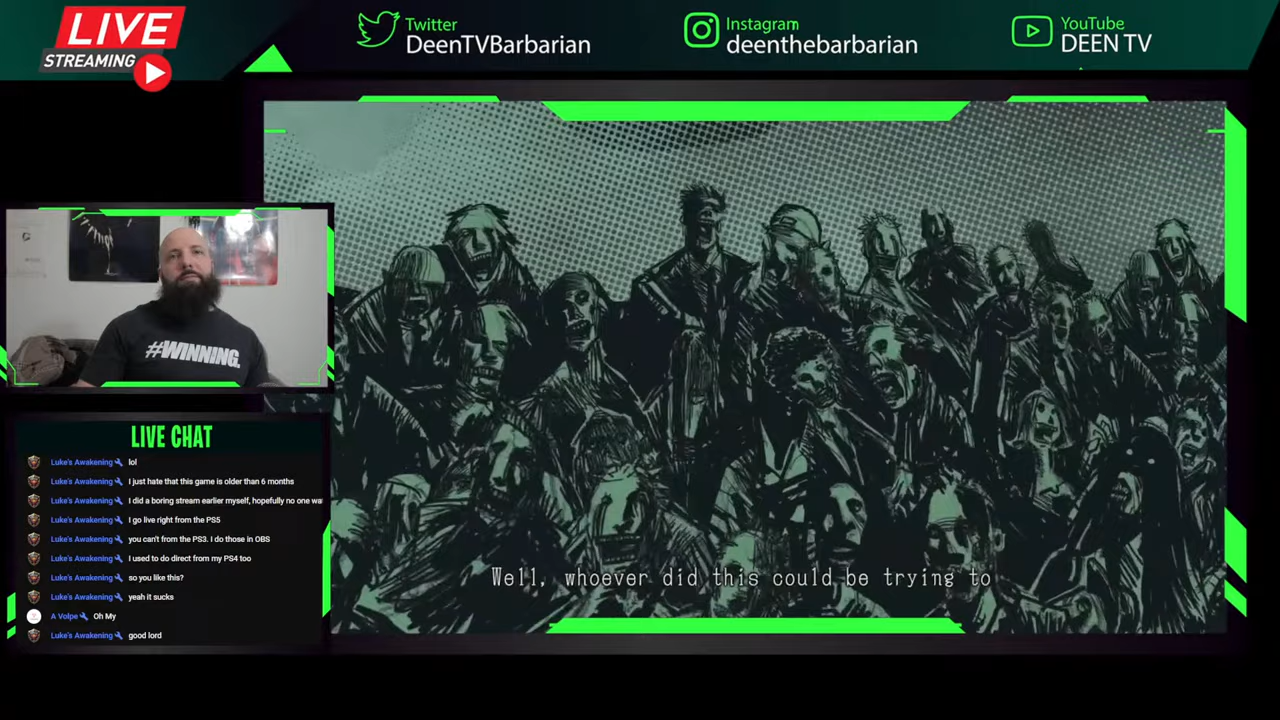 LIVE
STREAMING
Twitter
DeenTVBarbarian
Instagram
deenthebarbarian
YouTube
DEEN TV
#WINNING.
LIVE CHAT
Luke's Awakening lol
Luke's Awakening I just hate that this game is older than 6 months
Luke's Awakening I did a boring stream earlier myself, hopefully no one wa
Luke's Awakening I go live right from the PS5
Luke's Awakening you can't from the PS3. I do those in OBS
Luke's Awakening I used to do direct from my PS4 too
Luke's Awakening so you like this?
Luke's Awakening yeah it sucks
A Volpe Oh My
Luke's Awakening good lord
Well, whoever did this could be trying to